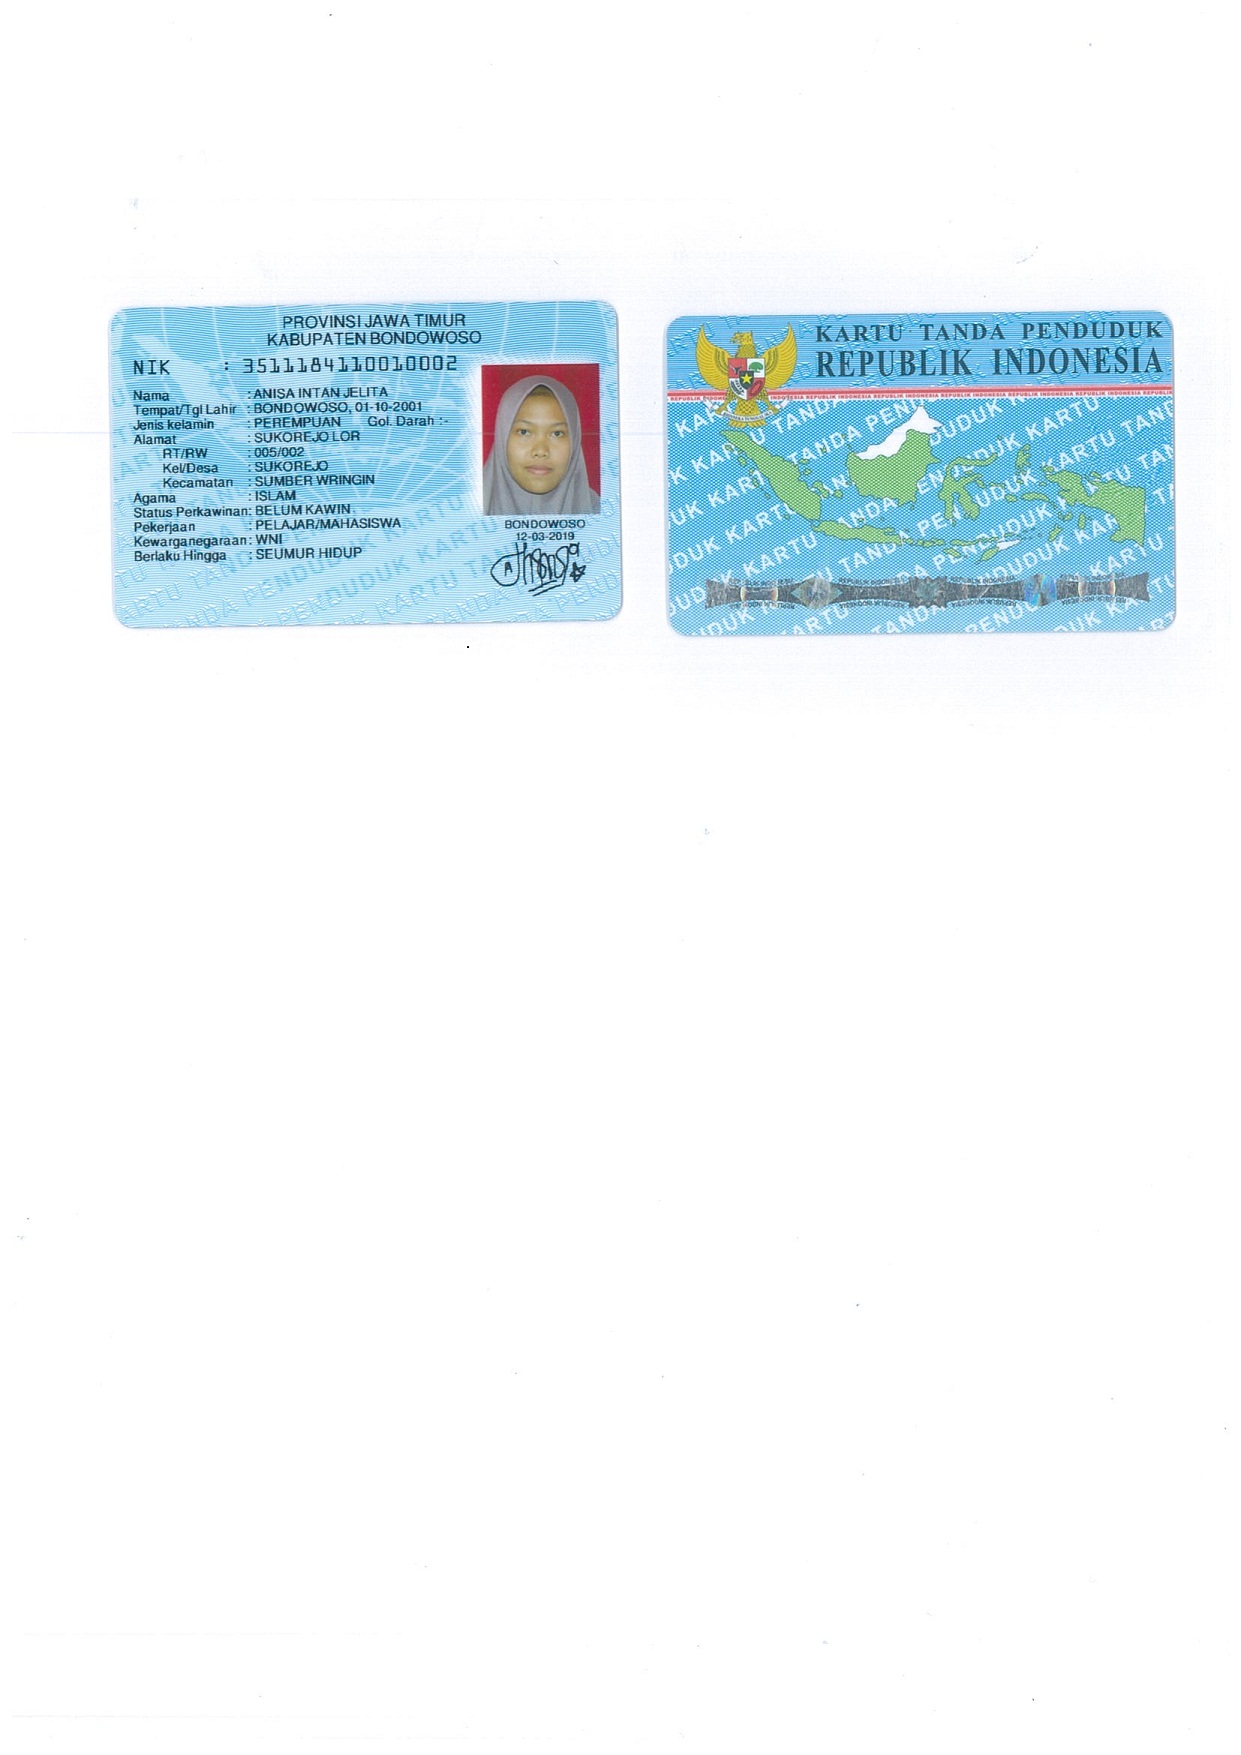 PROVINSI JAWA TIMUR
KABUPATEN BONDOWOSO
NIK : 3511184110010002
Nama : ANISA INTAN JELITA
Tempat/Tgl Lahir : BONDOWOSO, 01-10-2001
Jenis kelamin : PEREMPUAN Gol. Darah :-
Alamat : SUKOREJO LOR
RT/RW : 005/002
Kel/Desa : SUKOREJO
Kecamatan : SUMBER WRINGIN
Agama : ISLAM
Status Perkawinan: BELUM KAWIN
Pekerjaan : PELAJAR/MAHASISWA
Kewarganegaraan: WNI
Berlaku Hingga : SEUMUR HIDUP
BONDOWOSO
12-03-2019
KARTU TANDA PENDUDUK
REPUBLIK INDONESIA